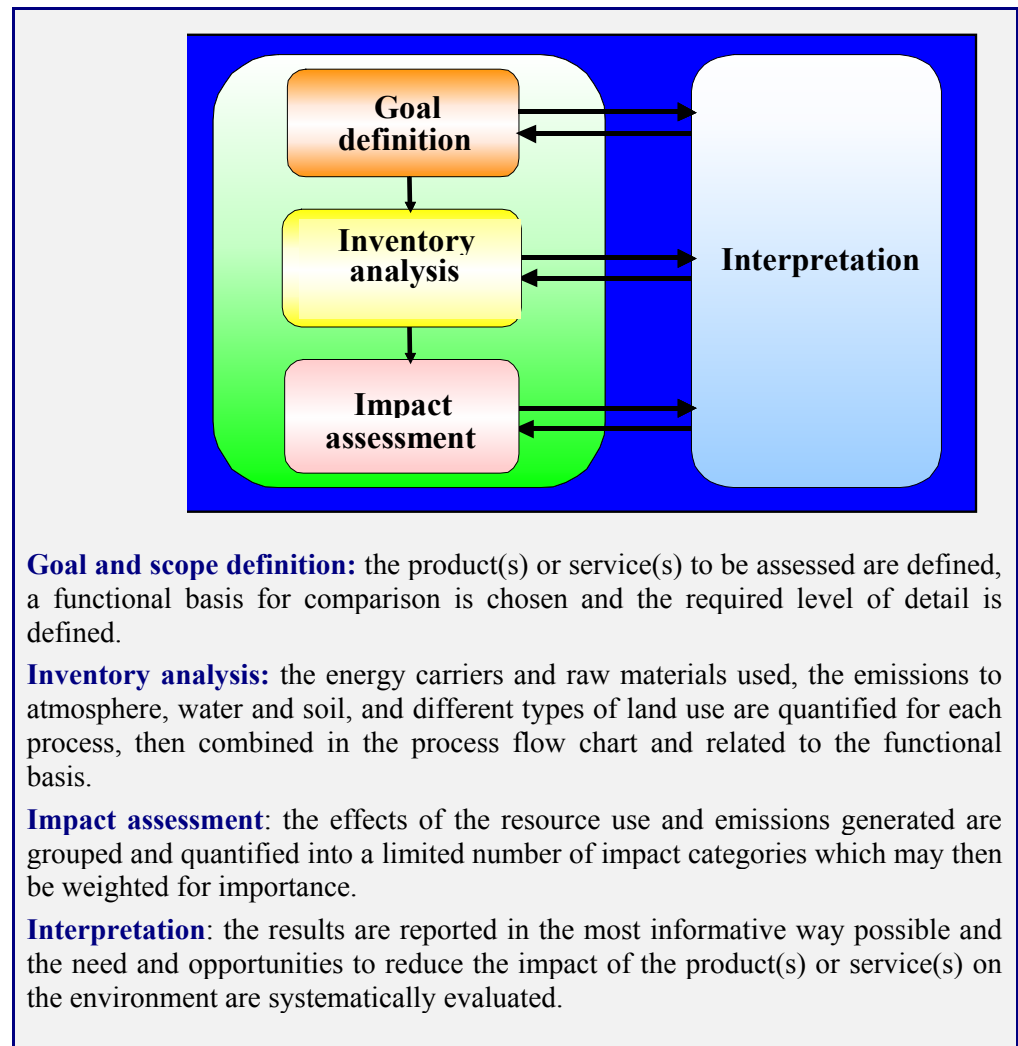 Goal
definition
Inventory
analysis
Interpretation
Impact
assessment
Goal and scope definition: the product(s) or service(s) to be assessed are defined,
a functional basis for comparison is chosen and the required level of detail is
defined.
Inventory analysis: the energy carriers and raw materials used, the emissions to
atmosphere, water and soil, and different types of land use are quantified for each
process, then combined in the process flow chart and related to the functional
basis.
Impact assessment: the effects of the resource use and emissions generated are
grouped and quantified into a limited number of impact categories which may then
be weighted for importance.
Interpretation: the results are reported in the most informative way possible and
the need and opportunities to reduce the impact of the product(s) or service(s) on
the environment are systematically evaluated.